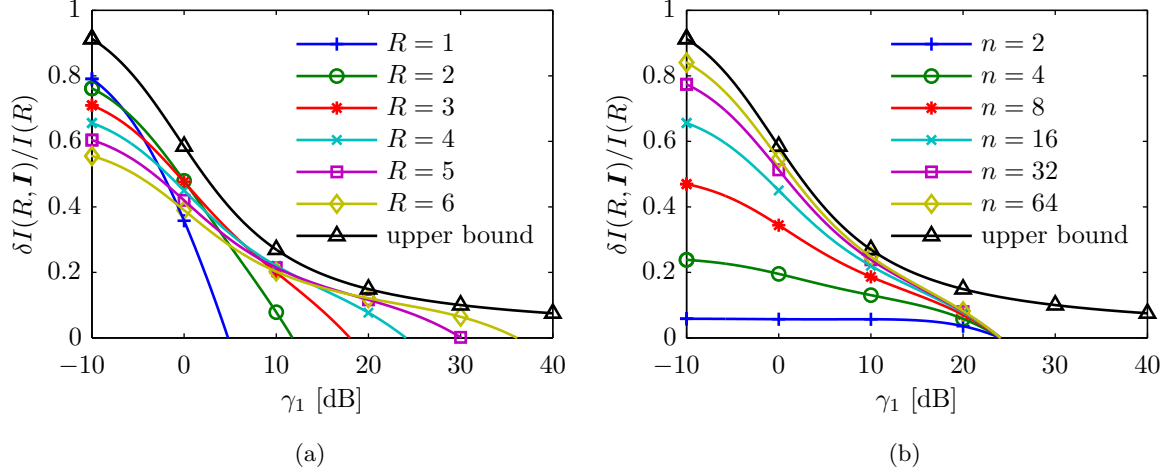 1
0.8
0.6
0.4
0.2
0
−10
0
10
20
30
40
δI(R, I)/I(R)
γ1 [dB]
R = 1
R = 2
R = 3
R = 4
R = 5
R = 6
upper bound
(a)
1
0.8
0.6
0.4
0.2
0
−10
0
10
20
30
40
δI(R, I)/I(R)
γ1 [dB]
n = 2
n = 4
n = 8
n = 16
n = 32
n = 64
upper bound
(b)